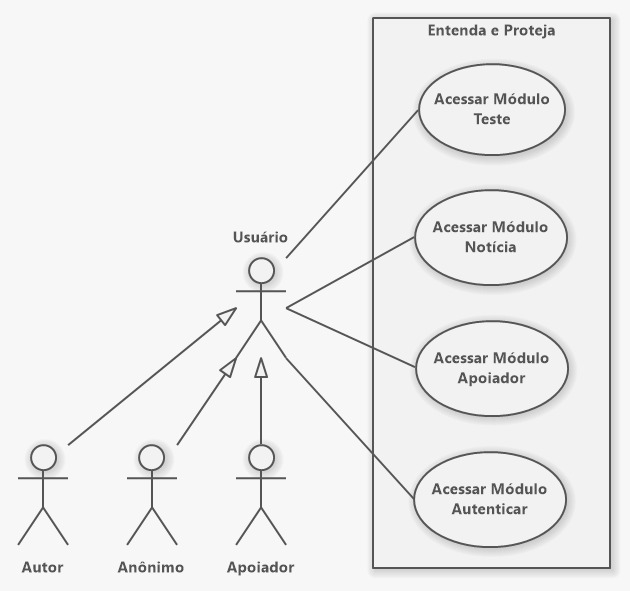 Entenda e Proteja
Acessar Módulo
Teste
Acessar Módulo
Notícia
Usuário
Acessar Módulo
Apoiador
Acessar Módulo
Autenticar
Autor
Anônimo
Apoiador